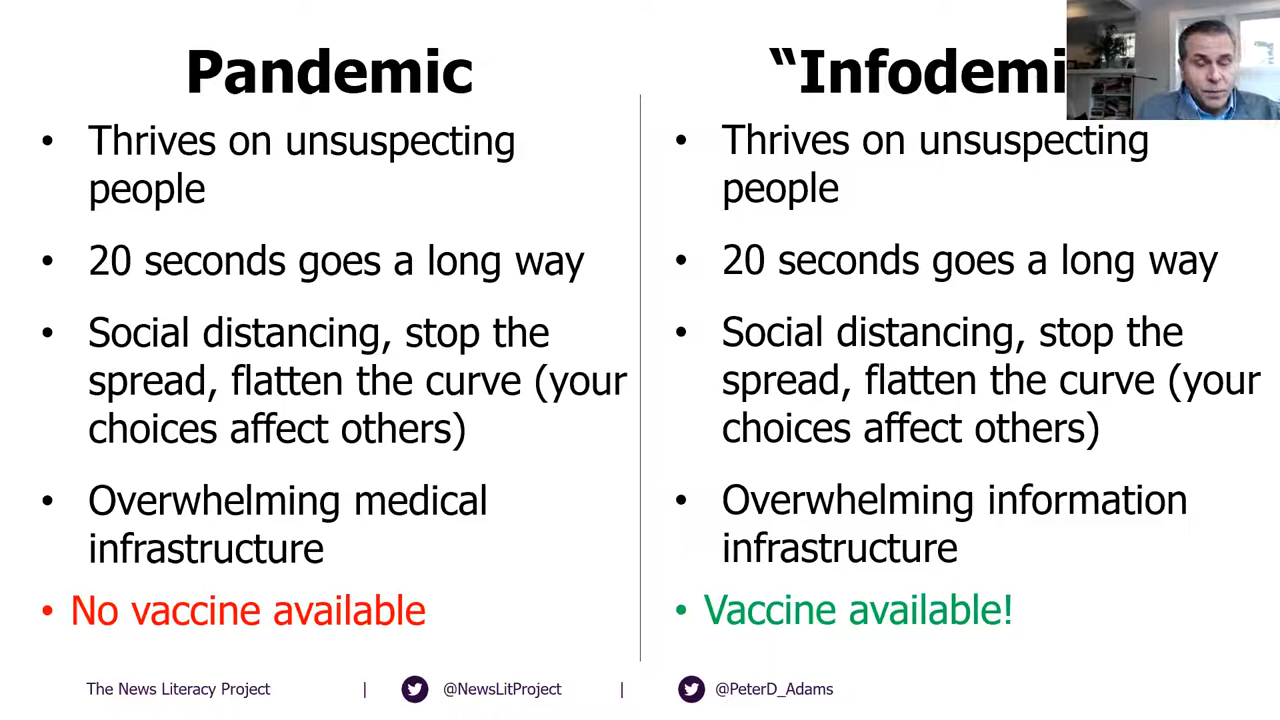 Pandemic
• Thrives on unsuspecting
people
• 20 seconds goes a long way
• Social distancing, stop the
spread, flatten the curve (your
choices affect others)
• Overwhelming medical
infrastructure
• No vaccine available
“Infodemi
• Thrives on unsuspecting
people
• 20 seconds goes a long way
• Social distancing, stop the
spread, flatten the curve (your
choices affect others)
• Overwhelming information
infrastructure
• Vaccine available!
The News Literacy Project | @NewsLitProject | @PeterD_Adams